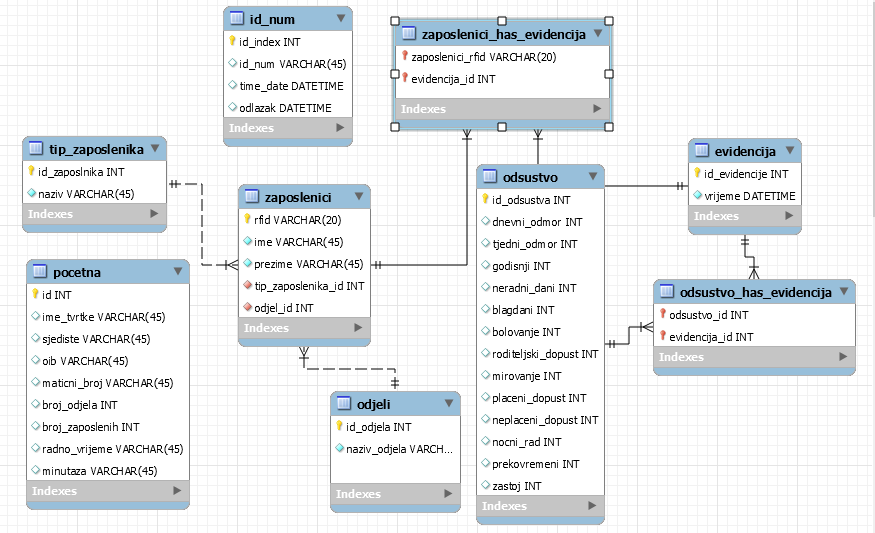 id_num
id_index INT
id_num VARCHAR(45)
time_date DATETIME
odlazak DATETIME
Indexes
zaposlenici_has_evidencija
zaposlenici_rfid VARCHAR(20)
evidencija_id INT
Indexes
tip_zaposlenika
id_zaposlnika INT
naziv VARCHAR(45)
Indexes
zaposlenici
rfid VARCHAR(20)
ime VARCHAR(45)
prezime VARCHAR(45)
tip_zaposlenika_id INT
odjel_id INT
Indexes
odsustvo
id_odsustva INT
dnevni_odmor INT
tjedni_odmor INT
godisnji INT
neradni_dani INT
blagdani INT
bolovanje INT
roditeljski_dopust INT
mirovanje INT
placeni_dopust INT
neplaceni_dopust INT
nocni_rad INT
prekovremeni INT
zastoj INT
Indexes
evidencija
id_evidencije INT
vrijeme DATETIME
Indexes
pocetna
id INT
ime_tvrtke VARCHAR(45)
sjediste VARCHAR(45)
oib VARCHAR(45)
maticni_broj VARCHAR(45)
broj_odjela INT
broj_zaposlenih INT
radno_vrijeme VARCHAR(45)
minutaza VARCHAR(45)
Indexes
odsustvo_has_evidencija
odsustvo_id INT
evidencija_id INT
Indexes
odjeli
id_odjela INT
naziv_odjela VARCH...
Indexes